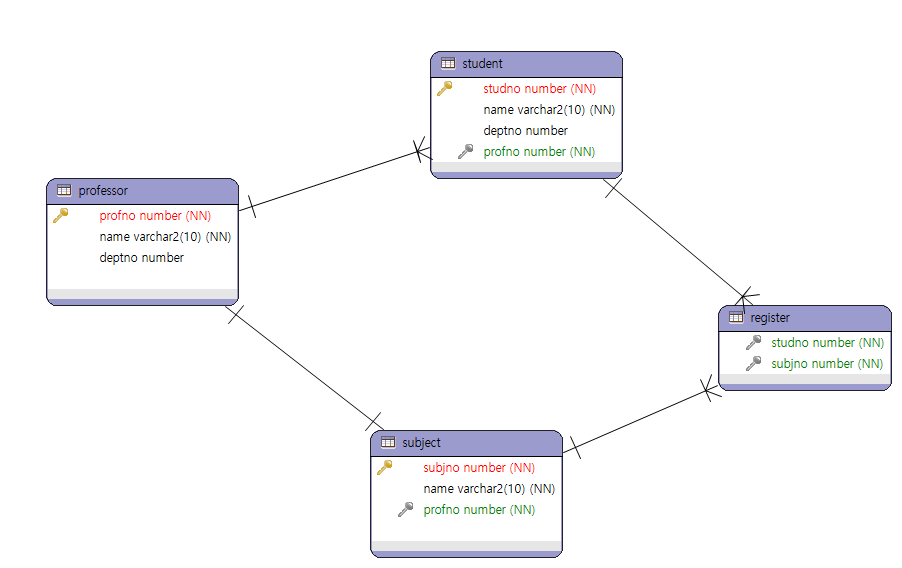 student
studno number (NN)
name varchar2(10) (NN)
deptno number
profno number (NN)
professor
profno number (NN)
name varchar2(10) (NN)
deptno number
register
studno number (NN)
subjno number (NN)
subject
subjno number (NN)
name varchar2(10) (NN)
profno number (NN)